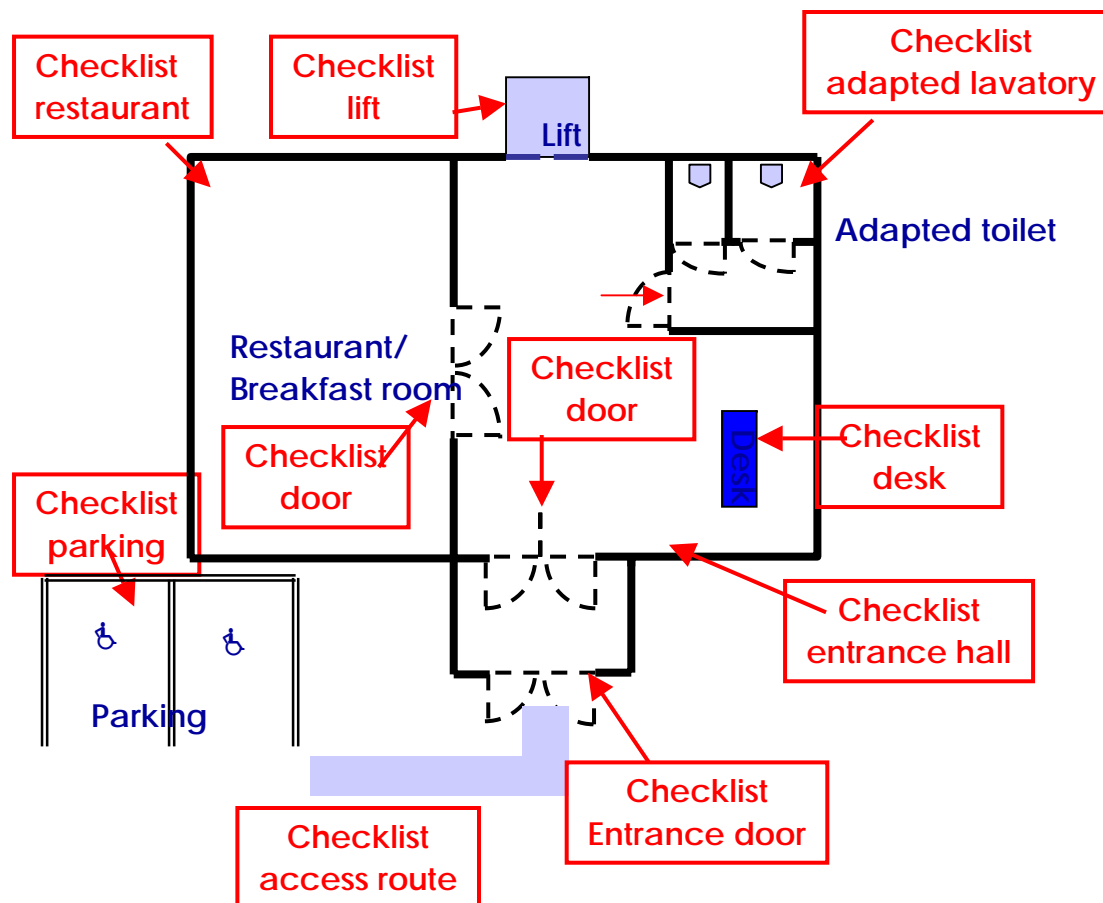 Checklist
restaurant
Checklist
lift
Checklist
adapted lavatory
Lift
Adapted toilet
Restaurant/
Breakfast room
Checklist
door
Checklist
door
Desk
Checklist
desk
Checklist
parking
Checklist
entrance hall
Parking
Checklist
Entrance door
Checklist
access route